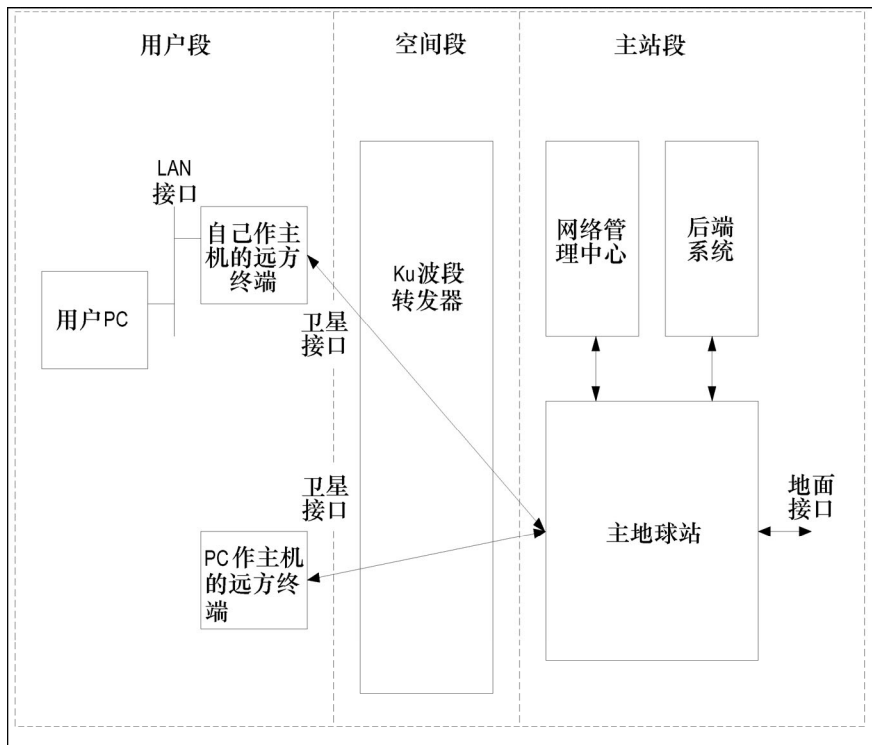 用户段
空间段
主站段
LAN
接口
自己作主
机的远方
终端
用户PC
卫星
接口
Ku波段
转发器
网络管
理中心
后端
系统
卫星
接口
PC作主机
的远方终
端
主地球站
地面
接口